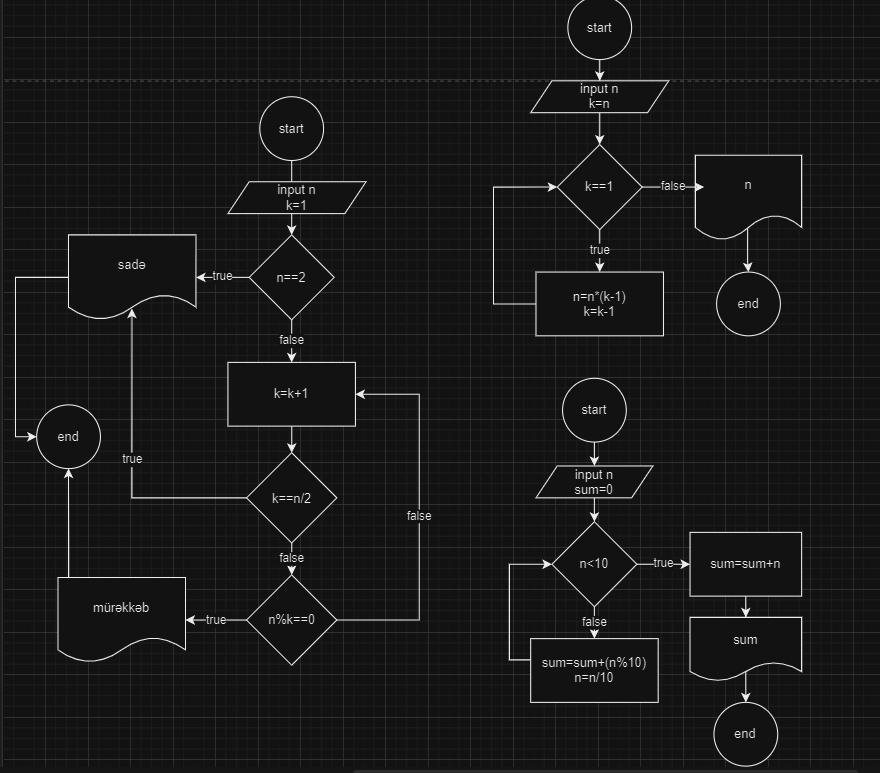 start
input n
k=1
n==2
true
sadə
false
k=k+1
k==n/2
true
end
false
n%k==0
true
mürəkkəb
false
start
input n
k=n
k==1
false
n
end
true
n=n*(k-1)
k=k-1
start
input n
sum=0
n<10
true
sum=sum+n
sum
end
false
sum=sum+(n%10)
n=n/10